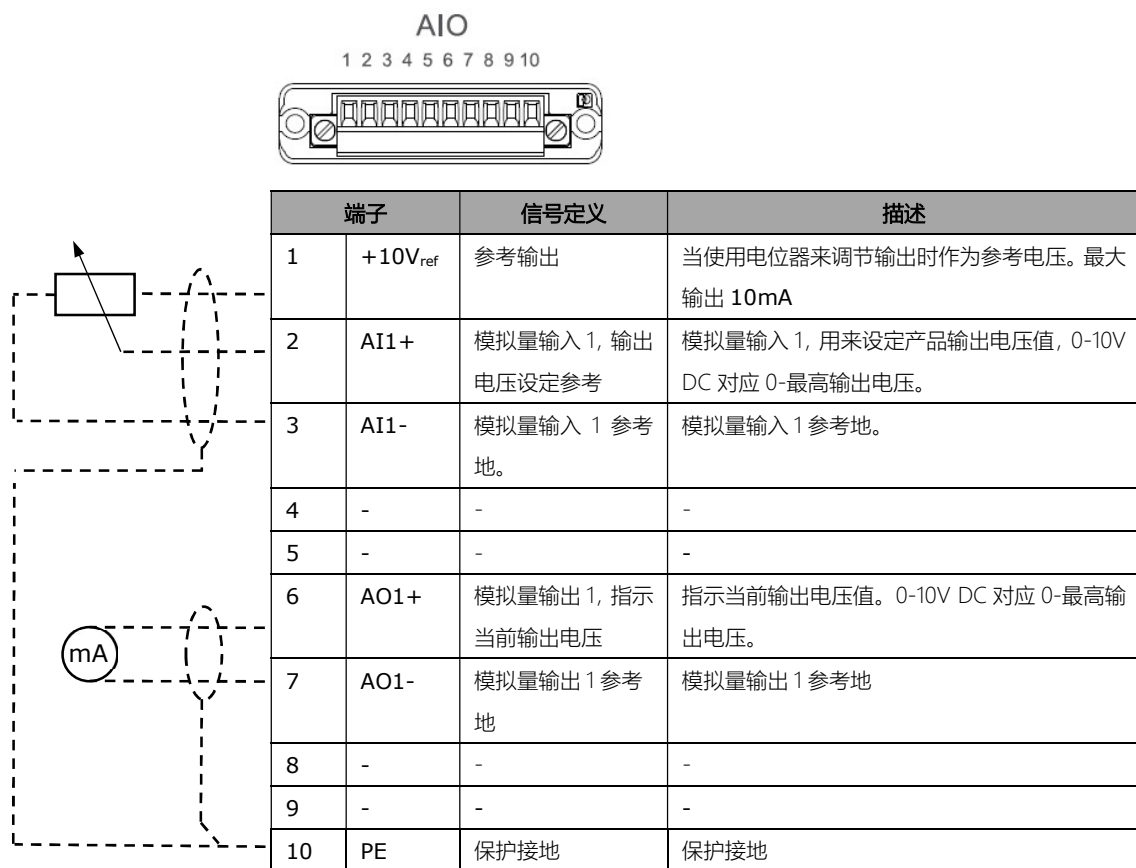 AIO
1 2 3 4 5 6 7 8 9 10
端子 信号定义 描述
1 +10Vref 参考输出 当使用电位器来调节输出时作为参考电压。最大
输出 10mA
2 AI1+ 模拟量输入 1, 输出 模拟量输入 1, 用来设定产品输出电压值, 0-10V
电压设定参考 DC 对应 0-最高输出电压。
3 AI1- 模拟量输入 1 参考 模拟量输入 1 参考地。
地。
4 - - -
5 - - -
6 AO1+ 模拟量输出 1, 指示 指示当前输出电压值。0-10V DC 对应 0-最高输
当前输出电压 出电压。
mA
7 AO1- 模拟量输出 1 参考 模拟量输出 1 参考地
地
8 - - -
9 - - -
10 PE 保护接地 保护接地